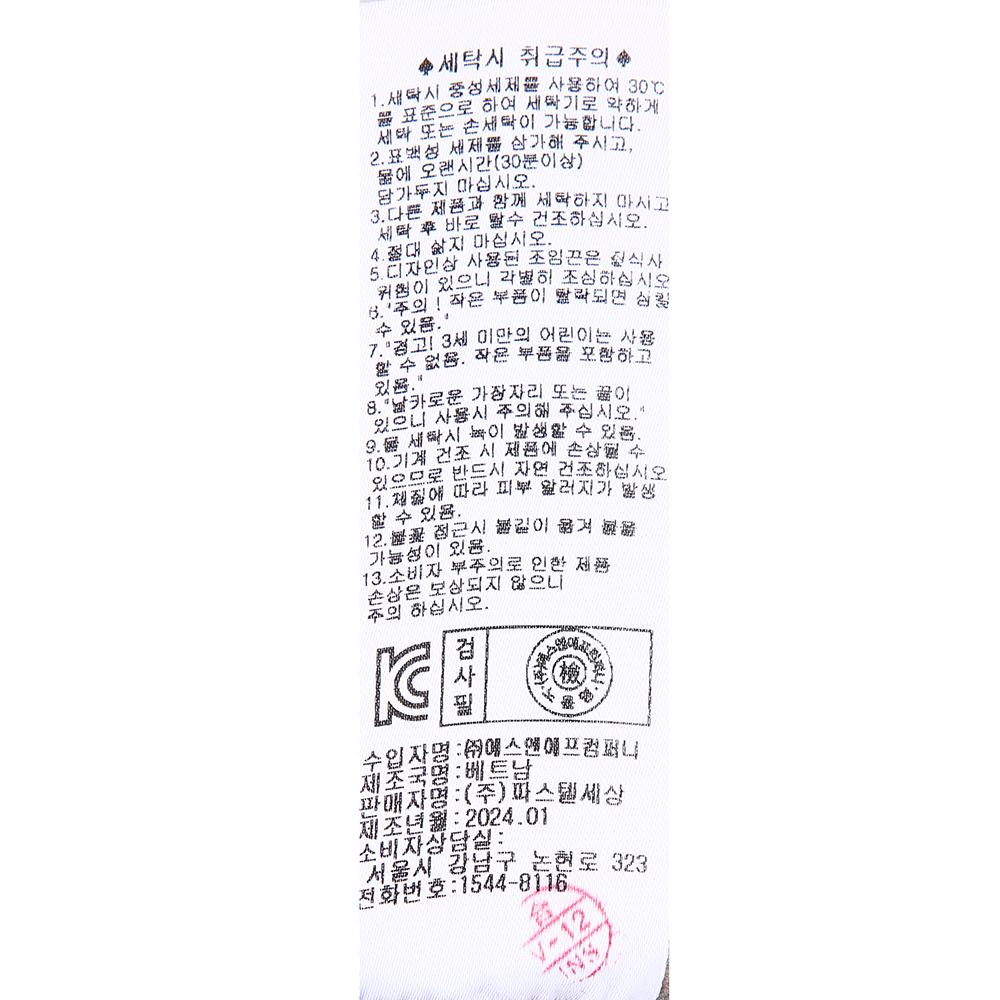 ♠세탁시 취급주의♠
1.세탁시 중성세제를 사용하여 30℃
를 표준으로 하여 세탁기로 약하게
세탁 또는 손세탁이 가능합니다.
2.표백성 세제를 삼가해 주시고,
물에 오랜시간(30분이상)
담가두지 마십시오.
3.다른 제품과 함께 세탁하지 마시고
세탁 후 바로 탈수 건조하십시오.
4.절대 삶지 마십시오.
5.디자인상 사용된 조임끈은 질식사
위험이 있으니 각별히 조심하십시오
6."주의! 작은 부품이 탈락되면 삼킬
수 있음."
7."경고! 3세 미만의 어린이는 사용
할 수 없음. 작은 부품을 포함하고
있음."
8."날카로운 가장자리 또는 끝이
있으니 사용시 주의해 주십시오."
9.물 세탁시 녹이 발생할 수 있음.
10.기계 건조 시 제품에 손상될 수
있으므로 반드시 자연 건조하십시오
11.체질에 따라 피부 알러지가 발생
할 수 있음.
12.불꽃 접근시 불길이 옮겨 붙을
가능성이 있음.
13.소비자 부주의로 인한 제품
손상은 보상되지 않으니
주의 하십시오.
KC
검사필
檢
수입자명:㈜에스엔에프컴퍼니
제조국명:베트남
판매자명:(주)파스텔세상
제조년월:2024.01
소비자상담실:
서울시 강남구 논현로 323
전화번호:1544-8116
V-12
INS